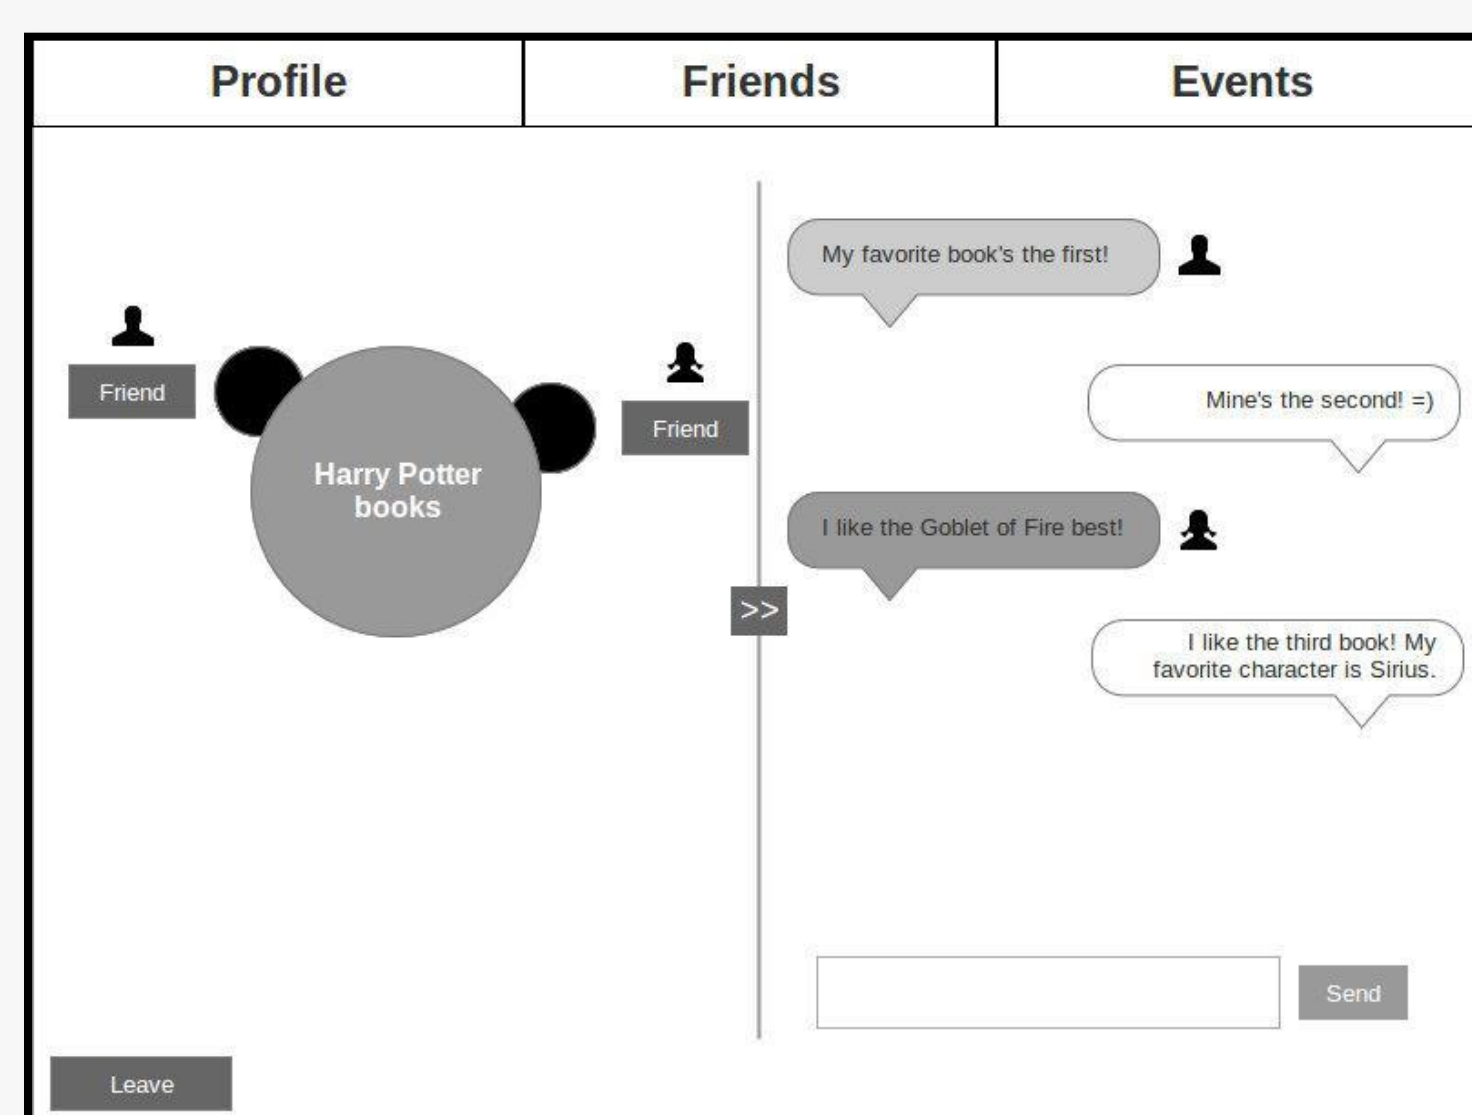 Profile
Friends
Events
Friend
Friend
Harry Potter
books
>>
My favorite book's the first!
Mine's the second! =)
I like the Goblet of Fire best!
I like the third book! My
favorite character is Sirius.
Send
Leave